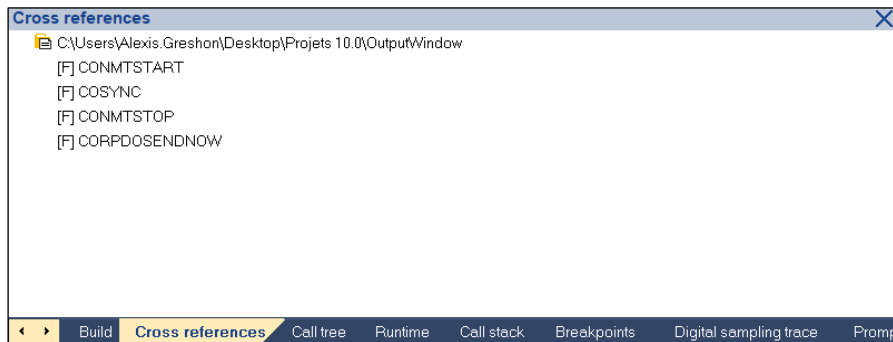 Cross references
C:\Users\Alexis.Greshon\Desktop\Projets 10.0\OutputWindow
[F] CONMTSTART
[F] COSYNC
[F] CONMTSTOP
[F] CORPDOSENDNOW
Build Cross references Call tree Runtime Call stack Breakpoints Digital sampling trace Promp